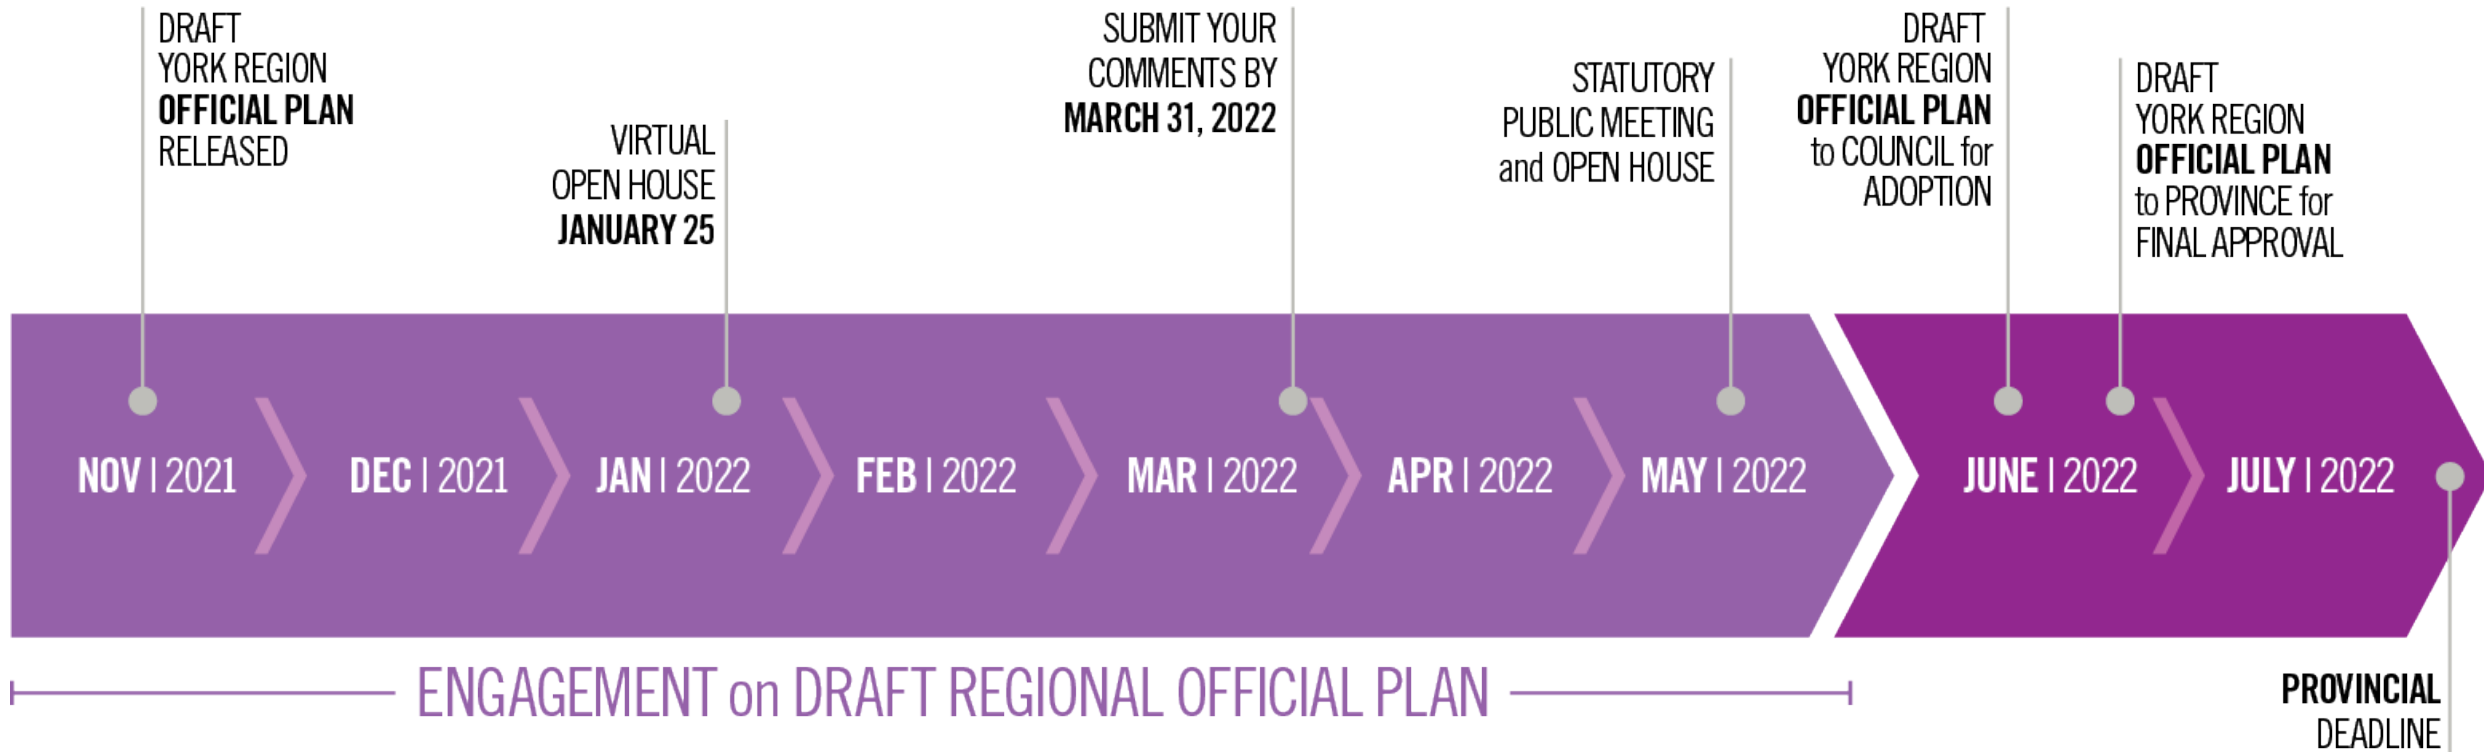 DRAFT
YORK REGION
OFFICIAL PLAN
RELEASED
VIRTUAL
OPEN HOUSE
JANUARY 25
SUBMIT YOUR
COMMENTS BY
MARCH 31, 2022
STATUTORY
PUBLIC MEETING
and OPEN HOUSE
DRAFT
YORK REGION
OFFICIAL PLAN
to COUNCIL for
ADOPTION
DRAFT
YORK REGION
OFFICIAL PLAN
to PROVINCE for
FINAL APPROVAL
NOV | 2021
DEC | 2021
JAN | 2022
FEB | 2022
MAR | 2022
APR | 2022
MAY | 2022
JUNE | 2022
JULY | 2022
ENGAGEMENT on DRAFT REGIONAL OFFICIAL PLAN
PROVINCIAL
DEADLINE